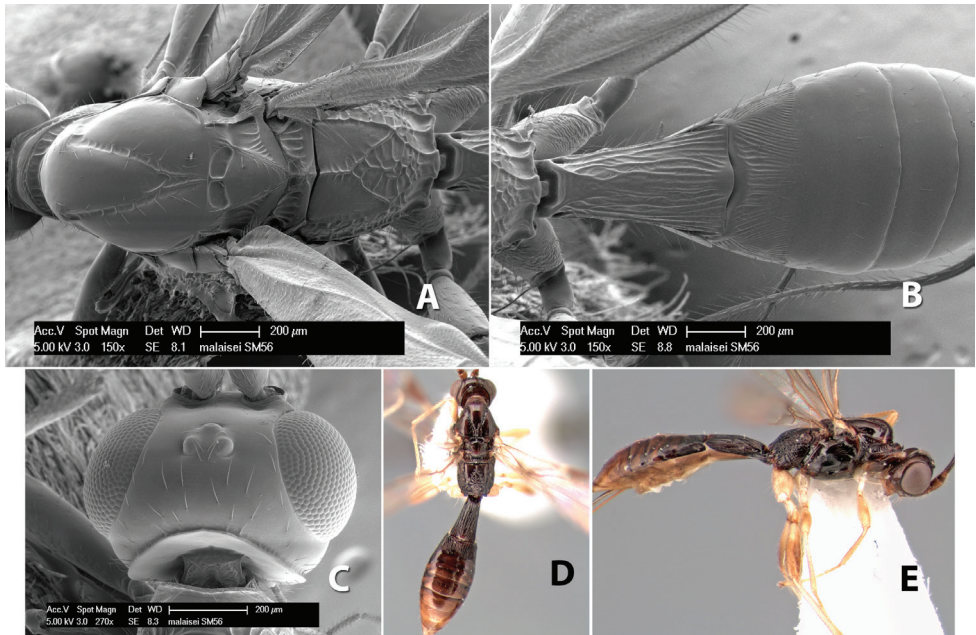 A
Acc.V Spot Magn Det WD 200 µm
5.00 kV 3.0 150x SE 8.1 malaisei SM56
B
Acc.V Spot Magn Det WD 200 µm
5.00 kV 3.0 150x SE 8.8 malaisei SM56
C
Acc.V Spot Magn Det WD 200 µm
5.00 kV 3.0 270x SE 8.3 malaisei SM56
D
E